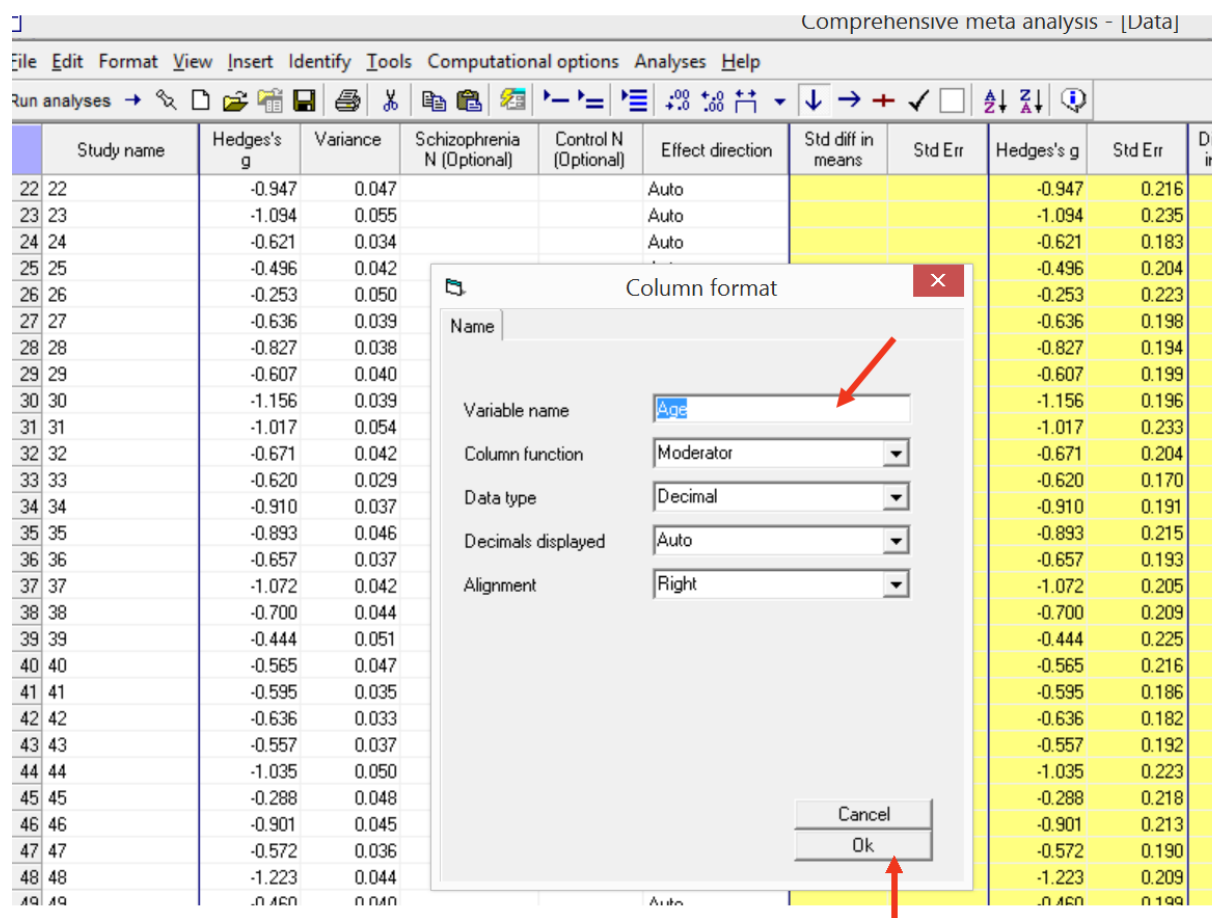 Comprehensive meta analysis - [Data]
File Edit Format View Insert Identify Tools Computational options Analyses Help
Run analyses
Study name Hedges's g Variance Schizophrenia N (Optional) Control N (Optional) Effect direction Std diff in means Std Err Hedges's g Std Err
22 22 -0.947 0.047 Auto -0.947 0.216
23 23 -1.094 0.055 Auto -1.094 0.235
24 24 -0.621 0.034 Auto -0.621 0.183
25 25 -0.496 0.042 -0.496 0.204
26 26 -0.253 0.050 -0.253 0.223
27 27 -0.636 0.039 -0.636 0.198
28 28 -0.827 0.038 -0.827 0.194
29 29 -0.607 0.040 -0.607 0.199
30 30 -1.156 0.039 -1.156 0.196
31 31 -1.017 0.054 -1.017 0.233
32 32 -0.671 0.042 -0.671 0.204
33 33 -0.620 0.029 -0.620 0.170
34 34 -0.910 0.037 -0.910 0.191
35 35 -0.893 0.046 -0.893 0.215
36 36 -0.657 0.037 -0.657 0.193
37 37 -1.072 0.042 -1.072 0.205
38 38 -0.700 0.044 -0.700 0.209
39 39 -0.444 0.051 -0.444 0.225
40 40 -0.565 0.047 -0.565 0.216
41 41 -0.595 0.035 -0.595 0.186
42 42 -0.636 0.033 -0.636 0.182
43 43 -0.557 0.037 -0.557 0.192
44 44 -1.035 0.050 -1.035 0.223
45 45 -0.288 0.048 -0.288 0.218
46 46 -0.901 0.045 -0.901 0.213
47 47 -0.572 0.036 -0.572 0.190
48 48 -1.223 0.044 -1.223 0.209
49 49 -0.460 0.040 Auto -0.460 0.199
Column format
Name
Variable name Age
Column function Moderator
Data type Decimal
Decimals displayed Auto
Alignment Right
Cancel
Ok